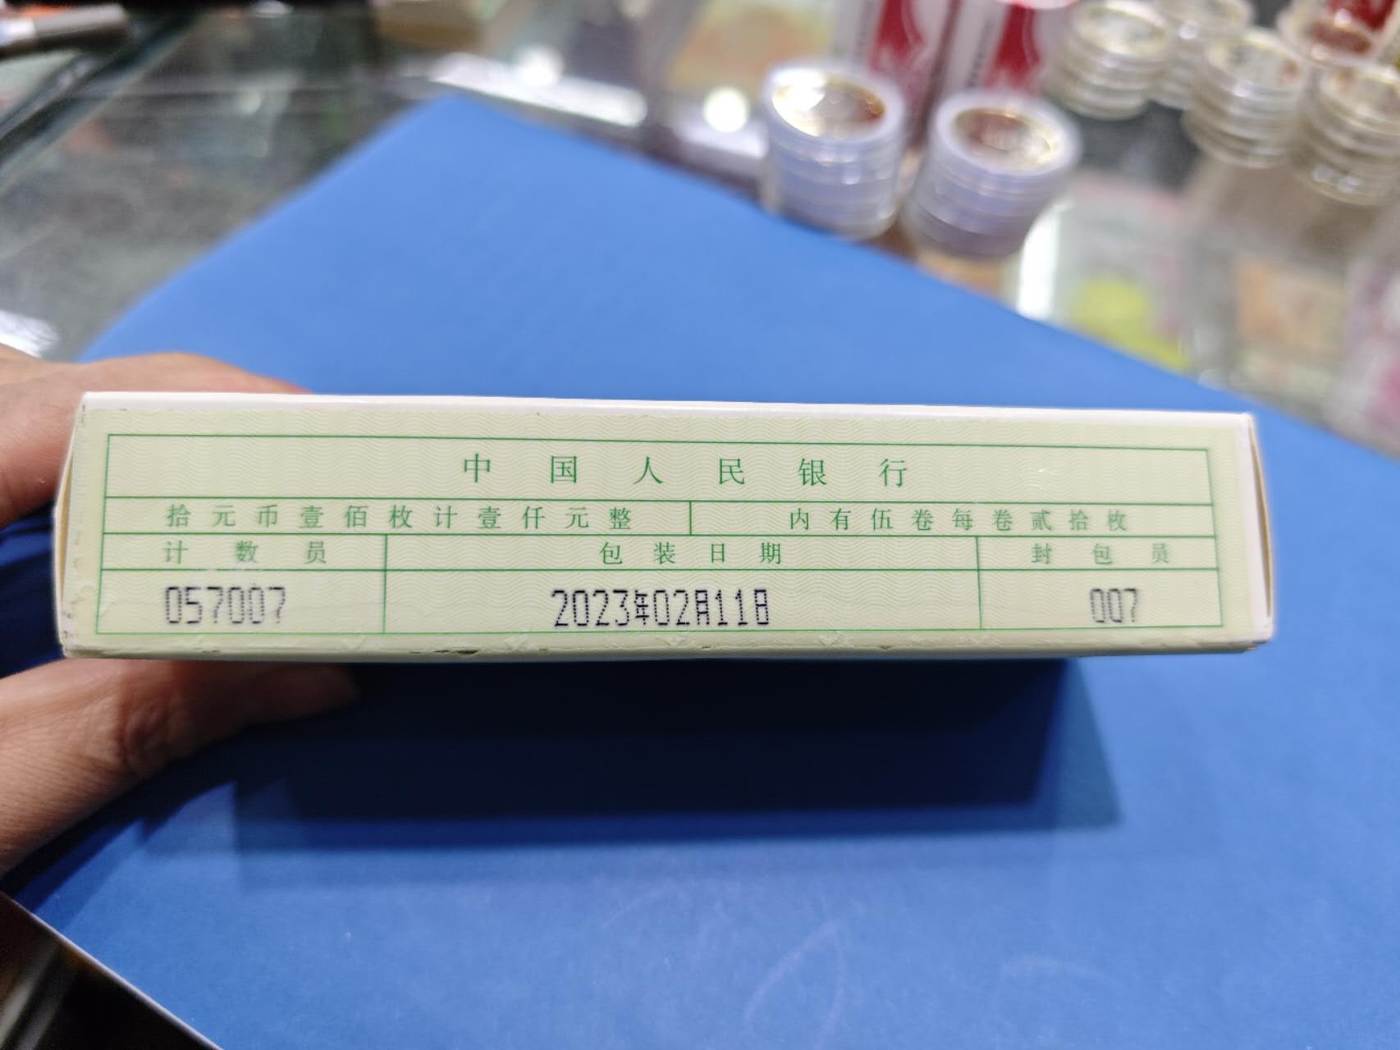 中国人民银行
拾元币壹佰枚计壹仟元整 内有伍卷每卷贰拾枚
计数员 包装日期 封包员
057007 2023年02月11日 007